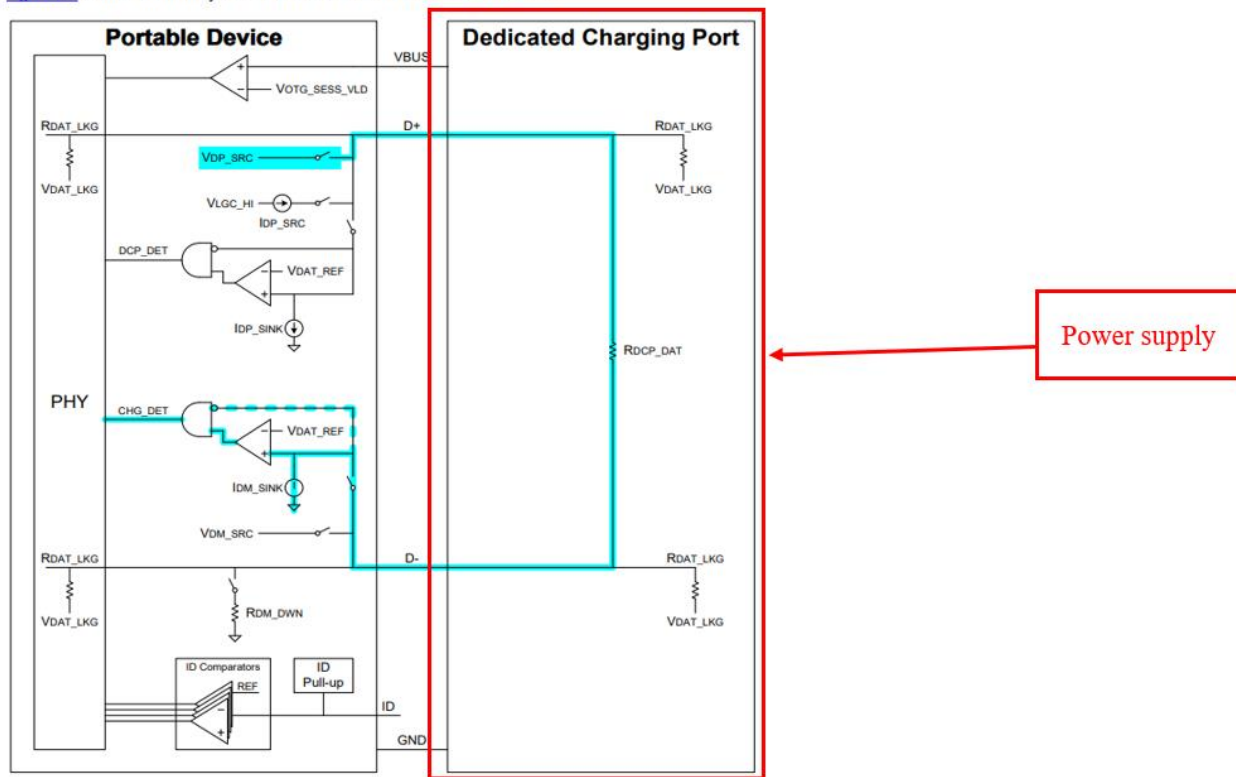 Portable Device
Dedicated Charging Port
VBUS
VOTG_SESS_VLD
RDAT_LKG
D+
RDAT_LKG
VDP_SRC
VDAT_LKG
VDAT_LKG
VLGC_HI
IDP_SRC
DCP_DET
VDAT_REF
IDP_SINK
RDCP_DAT
Power supply
PHY
CHG_DET
VDAT_REF
IDM_SINK
VDM_SRC
RDAT_LKG
D-
RDAT_LKG
RDM_DWN
VDAT_LKG
VDAT_LKG
ID Comparators
REF
ID
Pull-up
ID
GND